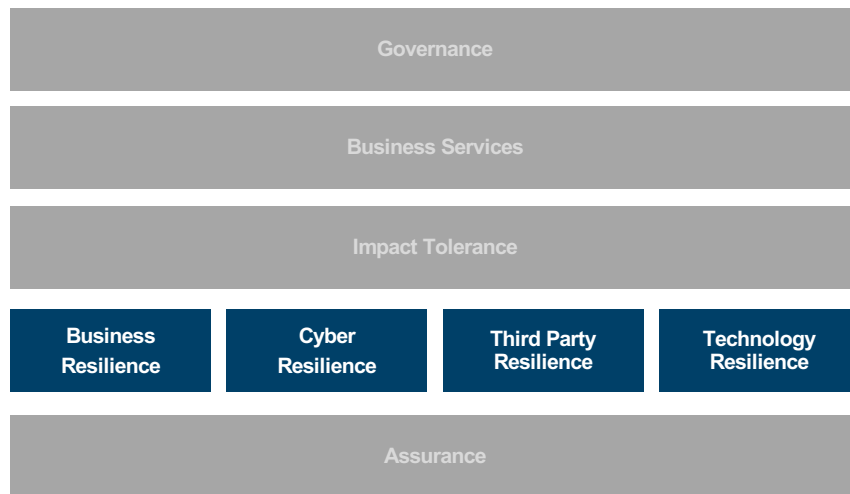 Governance
Business Services
Impact Tolerance
Business
Resilience
Cyber
Resilience
Third Party
Resilience
Technology
Resilience
Assurance